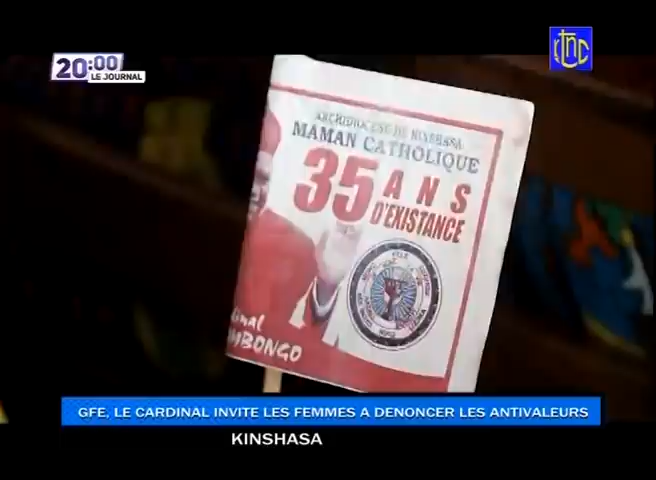 20:00
LE JOURNAL
rtnc
ARCHIDIOCESE DE KINSHASA
MAMAN CATHOLIQUE
35 ANS
D'EXISTANCE
MBONGO
GFE, LE CARDINAL INVITE LES FEMMES A DENONCER LES ANTIVALEURS
KINSHASA